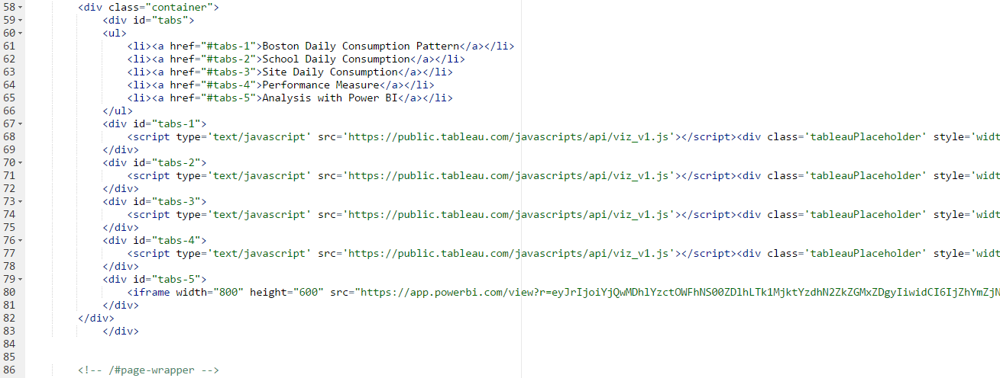 58 <div class="container">
59 <div id="tabs">
60 <ul>
61 <li><a href="#tabs-1">Boston Daily Consumption Pattern</a></li>
62 <li><a href="#tabs-2">School Daily Consumption</a></li>
63 <li><a href="#tabs-3">Site Daily Consumption</a></li>
64 <li><a href="#tabs-4">Performance Measure</a></li>
65 <li><a href="#tabs-5">Analysis with Power BI</a></li>
66 </ul>
67 <div id="tabs-1">
68 <script type='text/javascript' src='https://public.tableau.com/javascripts/api/viz_v1.js'></script><div class='tableauPlaceholder' style='widt
69 </div>
70 <div id="tabs-2">
71 <script type='text/javascript' src='https://public.tableau.com/javascripts/api/viz_v1.js'></script><div class='tableauPlaceholder' style='widt
72 </div>
73 <div id="tabs-3">
74 <script type='text/javascript' src='https://public.tableau.com/javascripts/api/viz_v1.js'></script><div class='tableauPlaceholder' style='widt
75 </div>
76 <div id="tabs-4">
77 <script type='text/javascript' src='https://public.tableau.com/javascripts/api/viz_v1.js'></script><div class='tableauPlaceholder' style='widt
78 </div>
79 <div id="tabs-5">
80 <iframe width="800" height="600" src="https://app.powerbi.com/view?r=eyJrIjoiYjQwMDhlYzctOWFhNS00ZDlhLTk1MjktYzdhN2ZkZGMxZDgyIiwidCI6IjZhYmZjN
81 </div>
82 </div>
83 </div>
84
85
86 <!-- /#page-wrapper -->